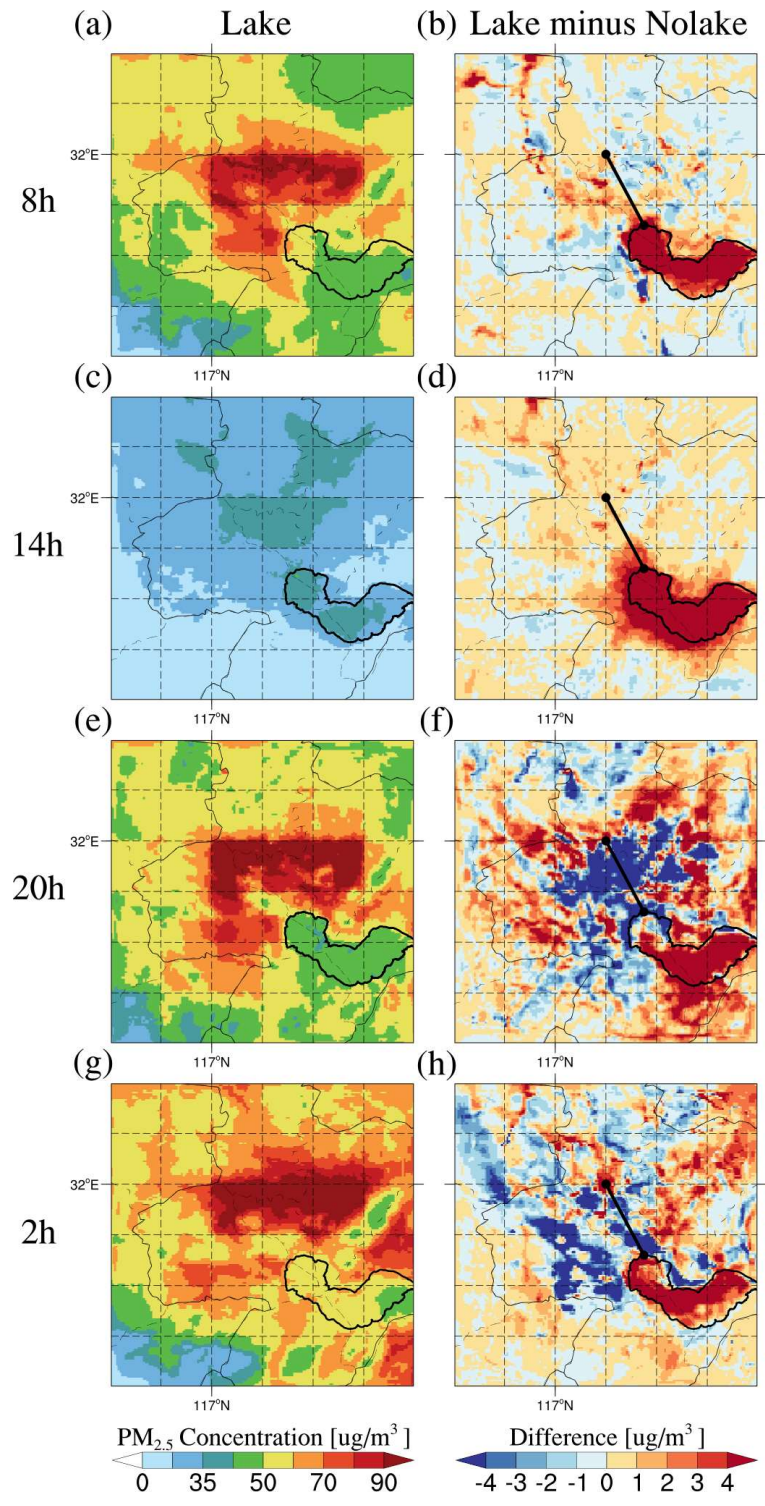 (a) Lake (b) Lake minus Nolake
32°E
8h
117°N 117°N
(c) (d)
32°E
14h
117°N 117°N
(e) (f)
32°E
20h
117°N 117°N
(g) (h)
32°E
2h
117°N 117°N
PM2.5 Concentration [ug/m³ ] Difference [ug/m³ ]
0 35 50 70 90 -4 -3 -2 -1 0 1 2 3 4